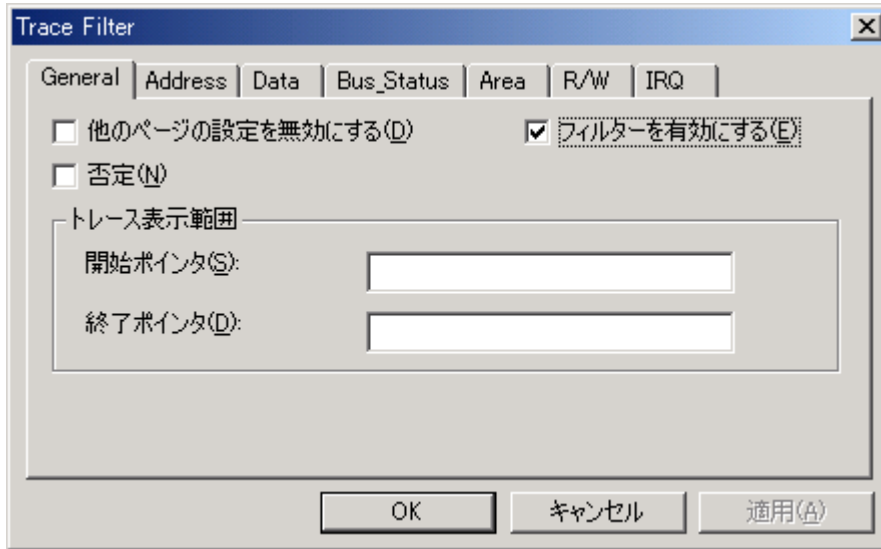 Trace Filter
General Address Data Bus_Status Area R/W IRQ
他のページの設定を無効にする(D) フィルターを有効にする(E)
否定(N)
トレース表示範囲
開始ポインタ(S):
終了ポインタ(D):
OK キャンセル 適用(A)